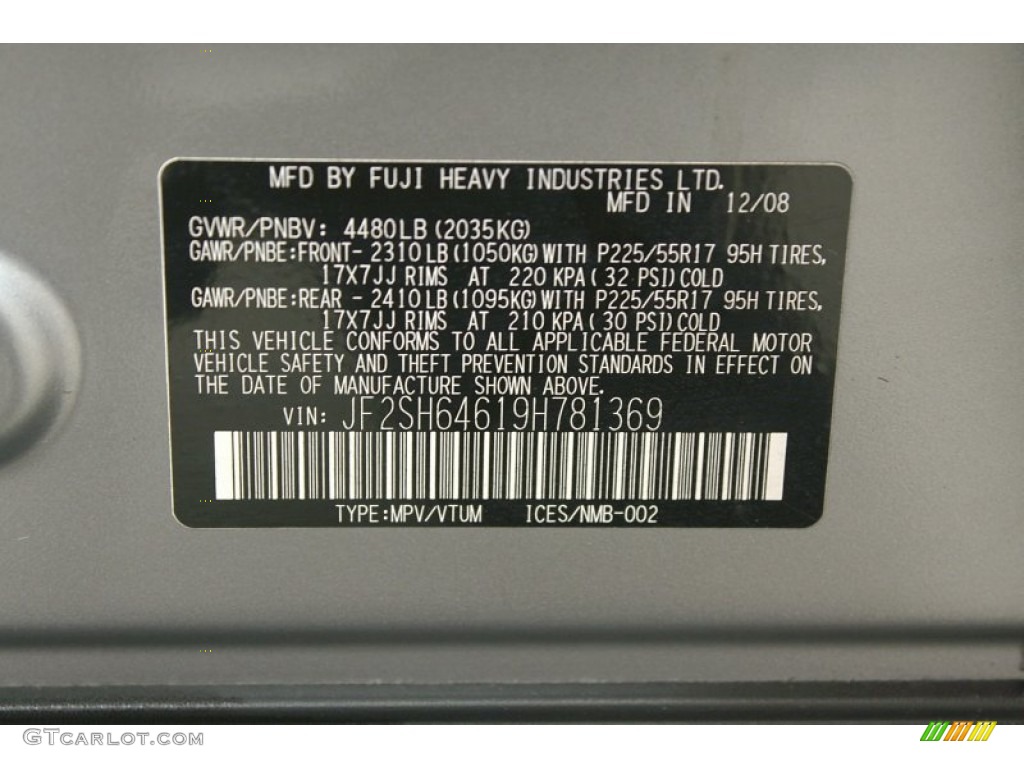 MFD BY FUJI HEAVY INDUSTRIES LTD.
MFD IN 12/08
GVWR/PNBV: 4480LB(2035KG)
GAWR/PNBE:FRONT- 2310LB(1050KG)WITH P225/55R17 95H TIRES,
17X7JJ RIMS AT 220 KPA( 32 PSI)COLD
GAWR/PNBE:REAR - 2410LB(1095KG)WITH P225/55R17 95H TIRES,
17X7JJ RIMS AT 210 KPA( 30 PSI)COLD
THIS VEHICLE CONFORMS TO ALL APPLICABLE FEDERAL MOTOR
VEHICLE SAFETY AND THEFT PREVENTION STANDARDS IN EFFECT ON
THE DATE OF MANUFACTURE SHOWN ABOVE.
VIN: JF2SH64619H781369
TYPE:MPV/VTUM ICES/NMB-002
GTCarLot.com